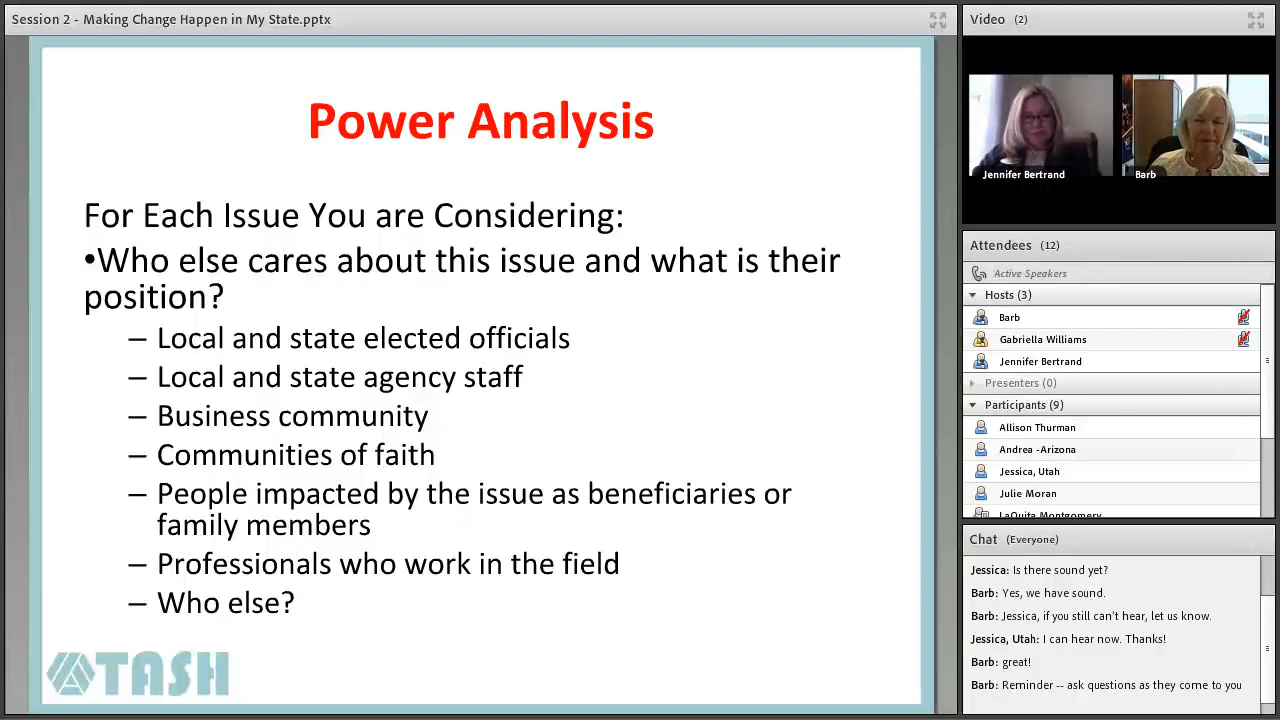 Session 2 - Making Change Happen in My State.pptx
Power Analysis
For Each Issue You are Considering:
•Who else cares about this issue and what is their
position?
– Local and state elected officials
– Local and state agency staff
– Business community
– Communities of faith
– People impacted by the issue as beneficiaries or
family members
– Professionals who work in the field
– Who else?
TASH
Video (2)
Jennifer Bertrand
Barb
Attendees (12)
Active Speakers
Hosts (3)
Barb
Gabriella Williams
Jennifer Bertrand
Presenters (0)
Participants (9)
Allison Thurman
Andrea -Arizona
Jessica, Utah
Julie Moran
LaQuita Montgomery
Chat (Everyone)
Jessica: Is there sound yet?
Barb: Yes, we have sound.
Barb: Jessica, if you still can't hear, let us know.
Jessica, Utah: I can hear now. Thanks!
Barb: great!
Barb: Reminder -- ask questions as they come to you